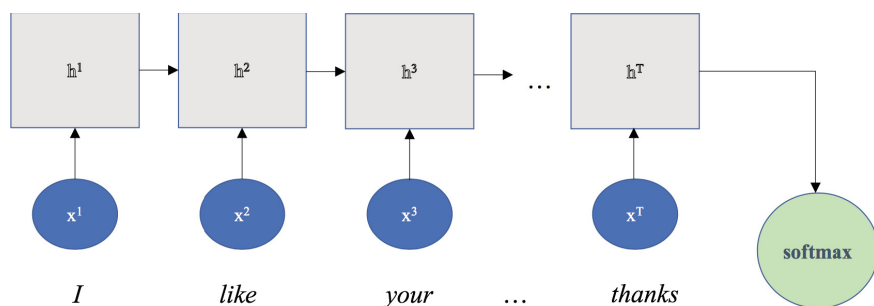 𝕙¹ 𝕙² 𝕙³ … 𝕙ᵀ
x¹ x² x³ xᵀ
softmax
I like your … thanks